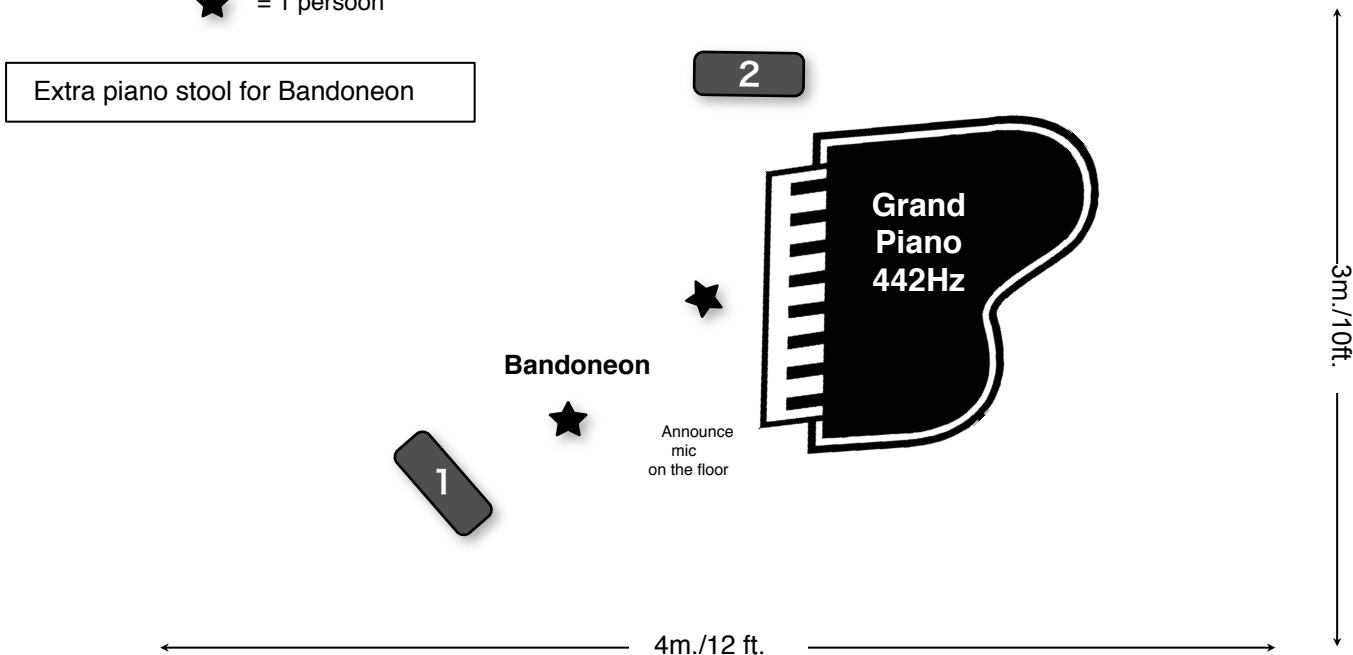 = 1 persoon
Extra piano stool for Bandoneon
2
Grand
Piano
442Hz
3m./10ft.
Bandoneon
Announce
mic
on the floor
1
4m./12 ft.